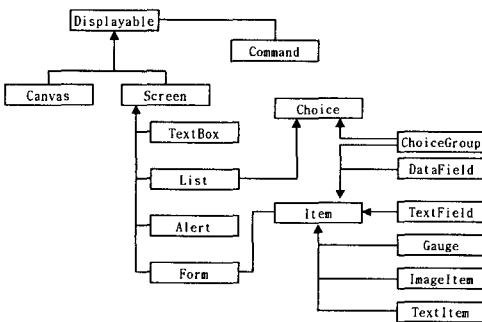 Displayable
Command
Canvas
Screen
Choice
TextBox
ChoiceGroup
DataField
List
Item
TextField
Alert
Gauge
Form
ImageItem
TextItem